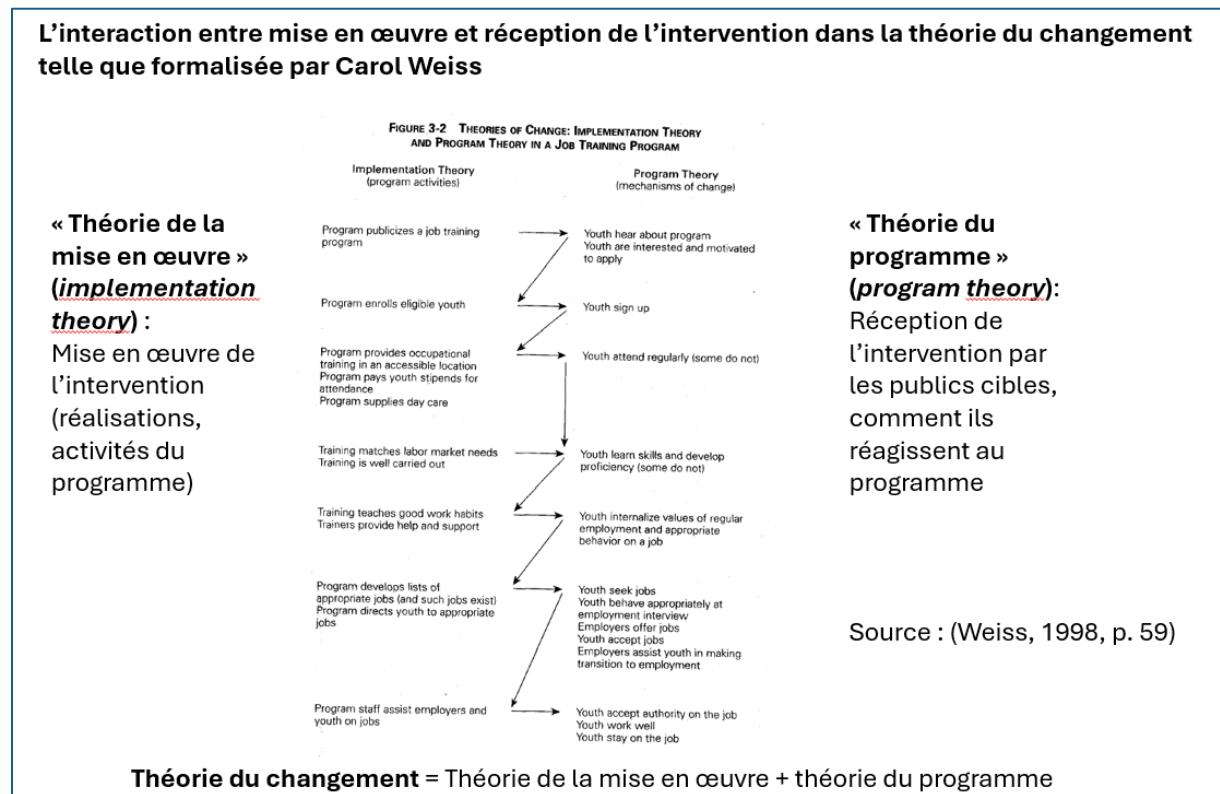 L’interaction entre mise en œuvre et réception de l’intervention dans la théorie du changement
telle que formalisée par Carol Weiss
FIGURE 3-2 THEORIES OF CHANGE: IMPLEMENTATION THEORY
AND PROGRAM THEORY IN A JOB TRAINING PROGRAM
Implementation Theory
(program activities)
Program Theory
(mechanisms of change)
« Théorie de la
mise en œuvre »
(implementation
theory) :
Mise en œuvre de
l’intervention
(réalisations,
activités du
programme)
Program publicizes a job training
program
Youth hear about program
Youth are interested and motivated
to apply
Program enrolls eligible youth
Youth sign up
Program provides occupational
training in an accessible location
Program pays youth stipends for
attendance
Program supplies day care
Youth attend regularly (some do not)
Training matches labor market needs
Training is well carried out
Youth learn skills and develop
proficiency (some do not)
Training teaches good work habits
Trainers provide help and support
Youth internalize values of regular
employment and appropriate
behavior on a job
Program develops lists of
appropriate jobs (and such jobs exist)
Program directs youth to appropriate
jobs
Youth seek jobs
Youth behave appropriately at
employment interview
Employers offer jobs
Youth accept jobs
Employers assist youth in making
transition to employment
Program staff assist employers and
youth on jobs
Youth accept authority on the job
Youth work well
Youth stay on the job
« Théorie du
programme »
(program theory):
Réception de
l’intervention par
les publics cibles,
comment ils
réagissent au
programme
Source : (Weiss, 1998, p. 59)
Théorie du changement = Théorie de la mise en œuvre + théorie du programme